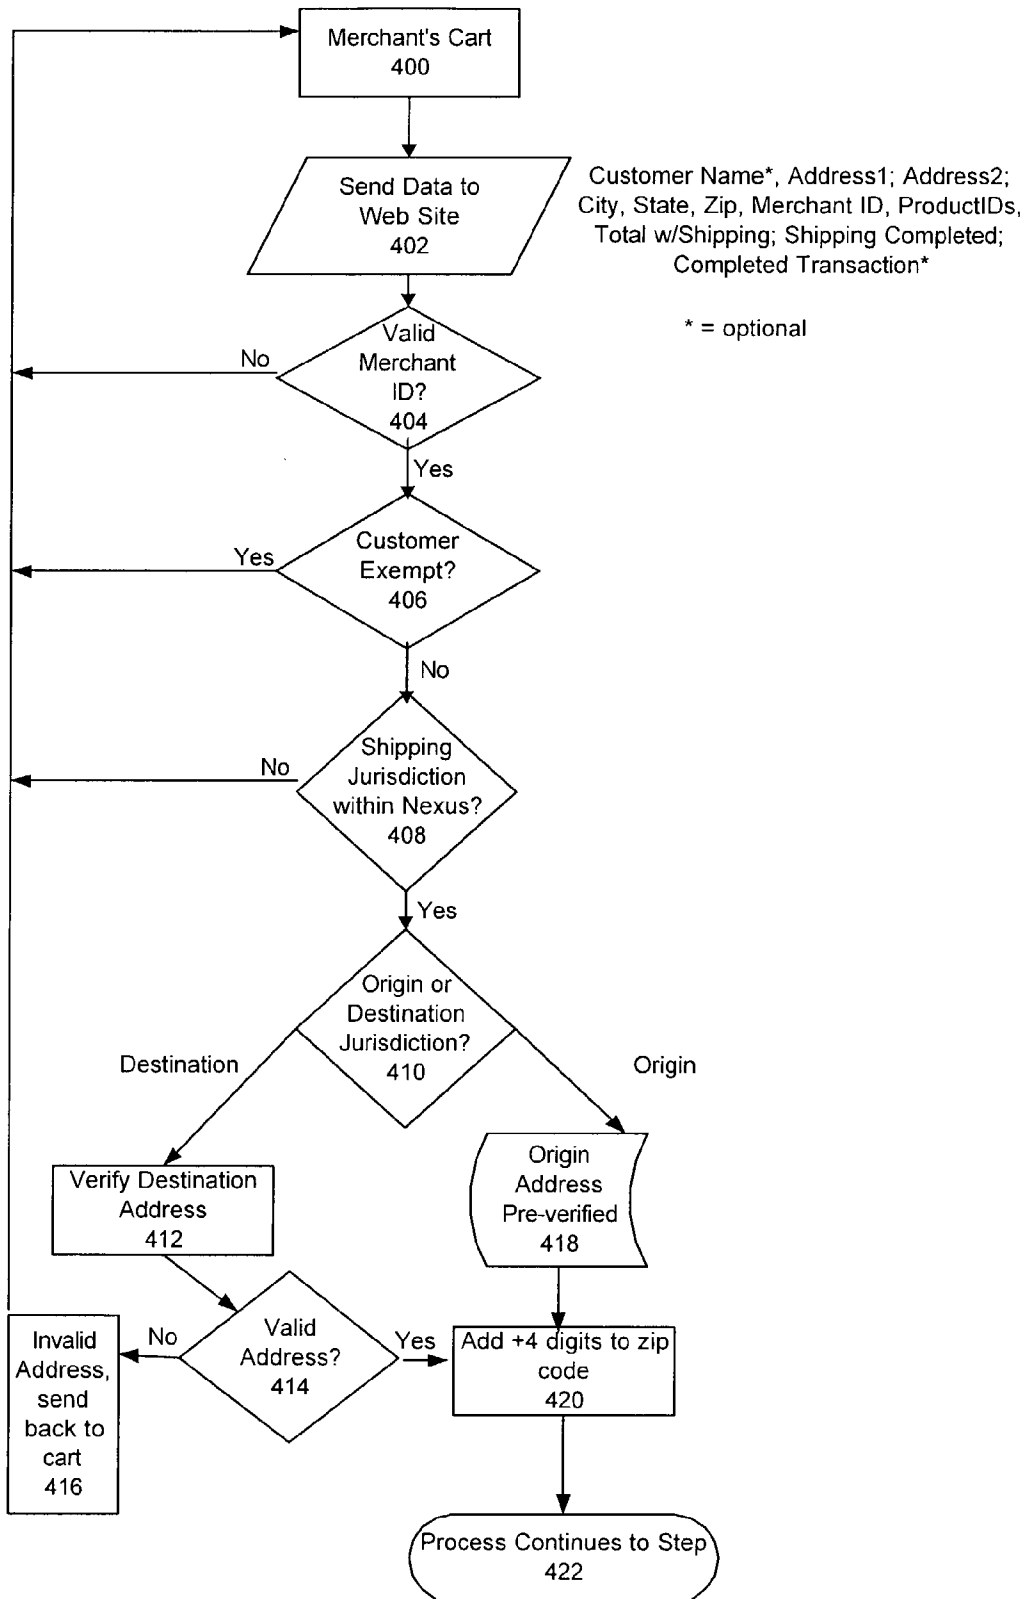 Merchant's Cart
400
Send Data to
Web Site
402
Customer Name*, Address1; Address2;
City, State, Zip, Merchant ID, ProductIDs,
Total w/Shipping; Shipping Completed;
Completed Transaction*
* = optional
Valid
Merchant
ID?
404
No
Yes
Customer
Exempt?
406
Yes
No
Shipping
Jurisdiction
within Nexus?
408
No
Yes
Origin or
Destination
Jurisdiction?
410
Destination
Origin
Verify Destination
Address
412
Origin
Address
Pre-verified
418
Valid
Address?
414
No
Yes
Invalid
Address,
send
back to
cart
416
Add +4 digits to zip
code
420
Process Continues to Step
422